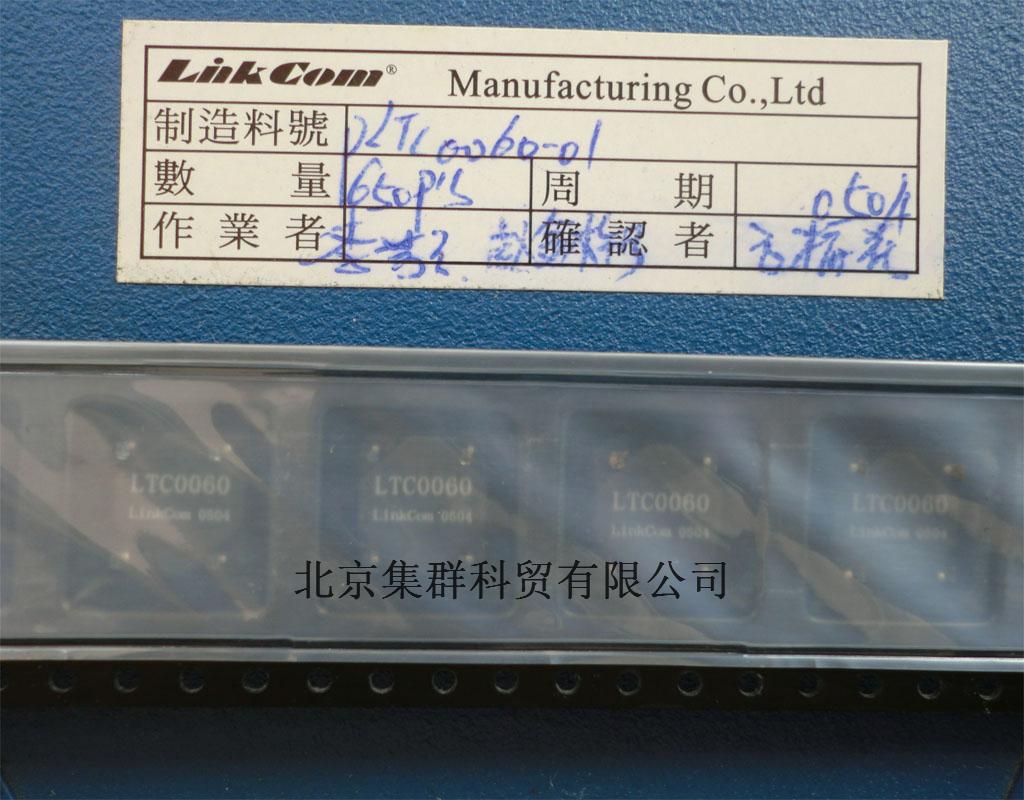 LinkCom® Manufacturing Co.,Ltd
制造料號 LTC0060-01
數量 650p's 周期 0504
作業者 確認者
LTC0060 LTC0060 LTC0060 LTC0060
LinkCom 0504 LinkCom 0504 LinkCom 0504 LinkCom 0504
北京集群科贸有限公司